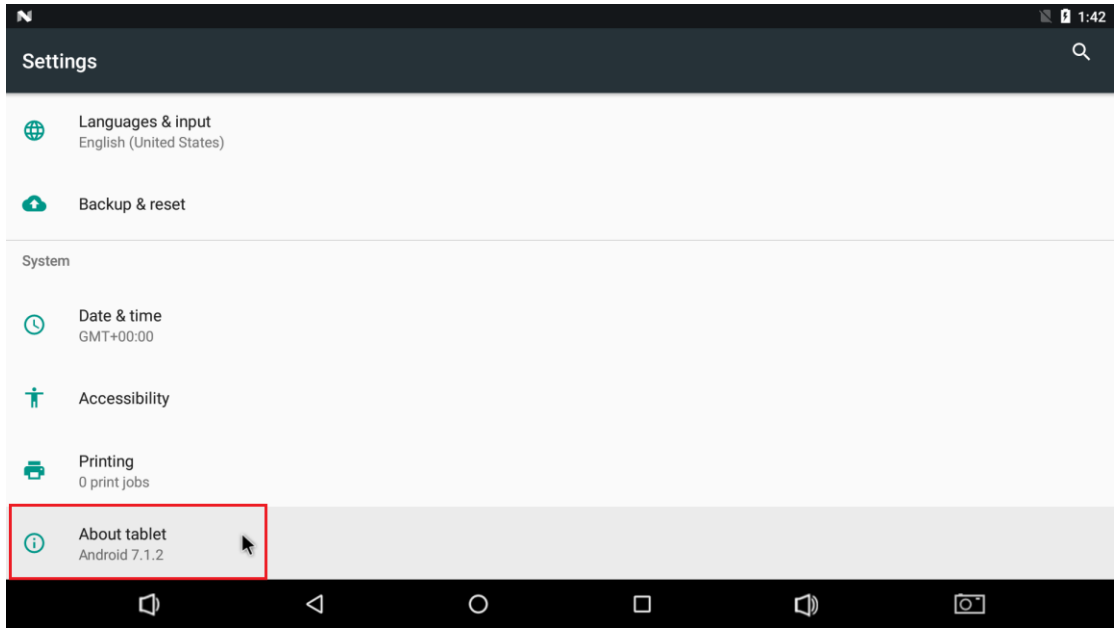 1:42
Settings
Languages & input
English (United States)
Backup & reset
System
Date & time
GMT+00:00
Accessibility
Printing
0 print jobs
About tablet
Android 7.1.2